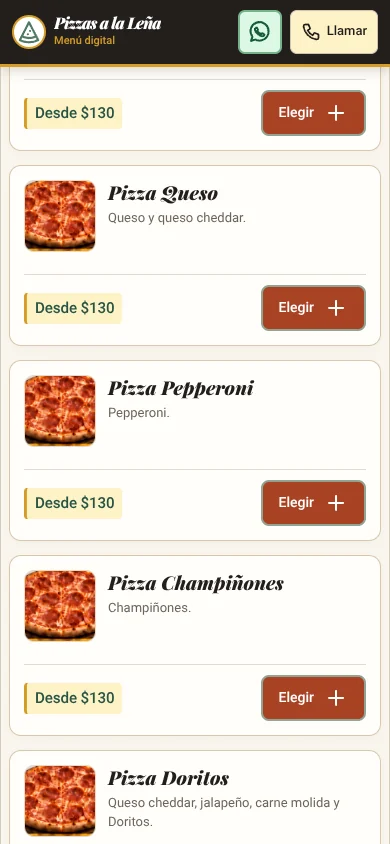 Pizzas a la Leña
Menú digital
Llamar
Desde $130
Elegir
Pizza Queso
Queso y queso cheddar.
Desde $130
Elegir
Pizza Pepperoni
Pepperoni.
Desde $130
Elegir
Pizza Champiñones
Champiñones.
Desde $130
Elegir
Pizza Doritos
Queso cheddar, jalapeño, carne molida y
Doritos.